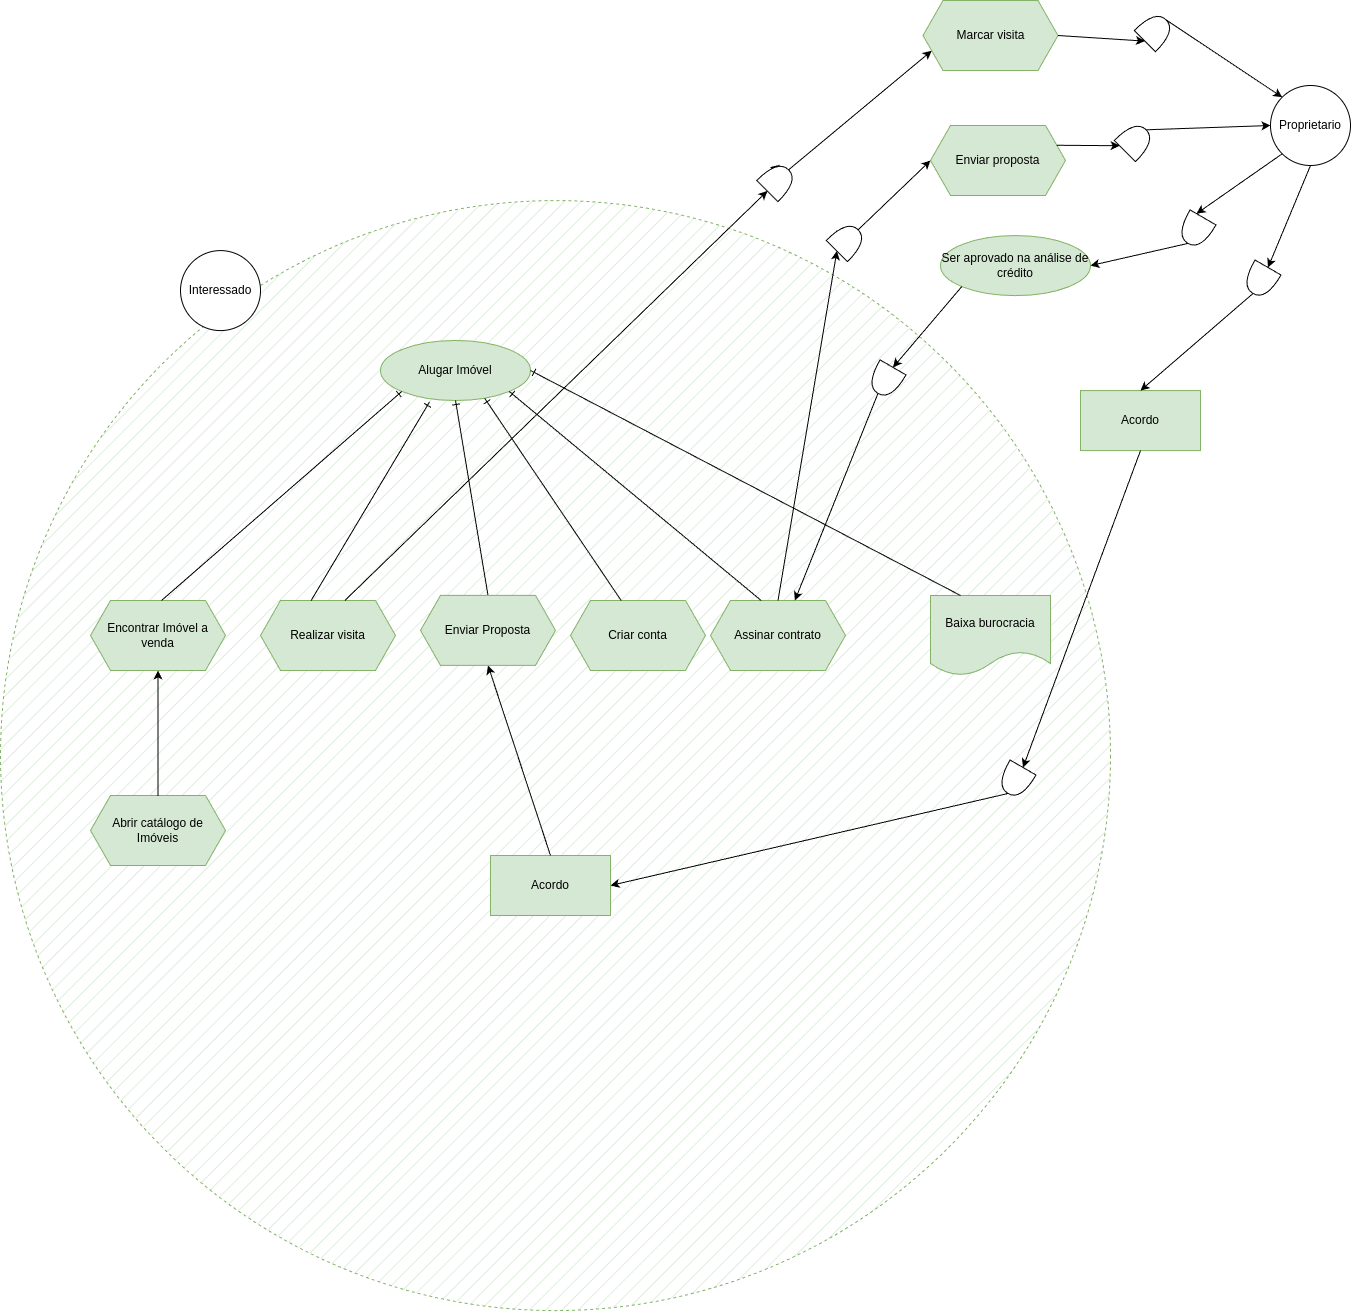 Marcar visita
Proprietario
Enviar proposta
Ser aprovado na análise de
crédito
Interessado
Alugar Imóvel
Acordo
Encontrar Imóvel a
venda
Realizar visita
Enviar Proposta
Criar conta
Assinar contrato
Baixa burocracia
Abrir catálogo de
Imóveis
Acordo